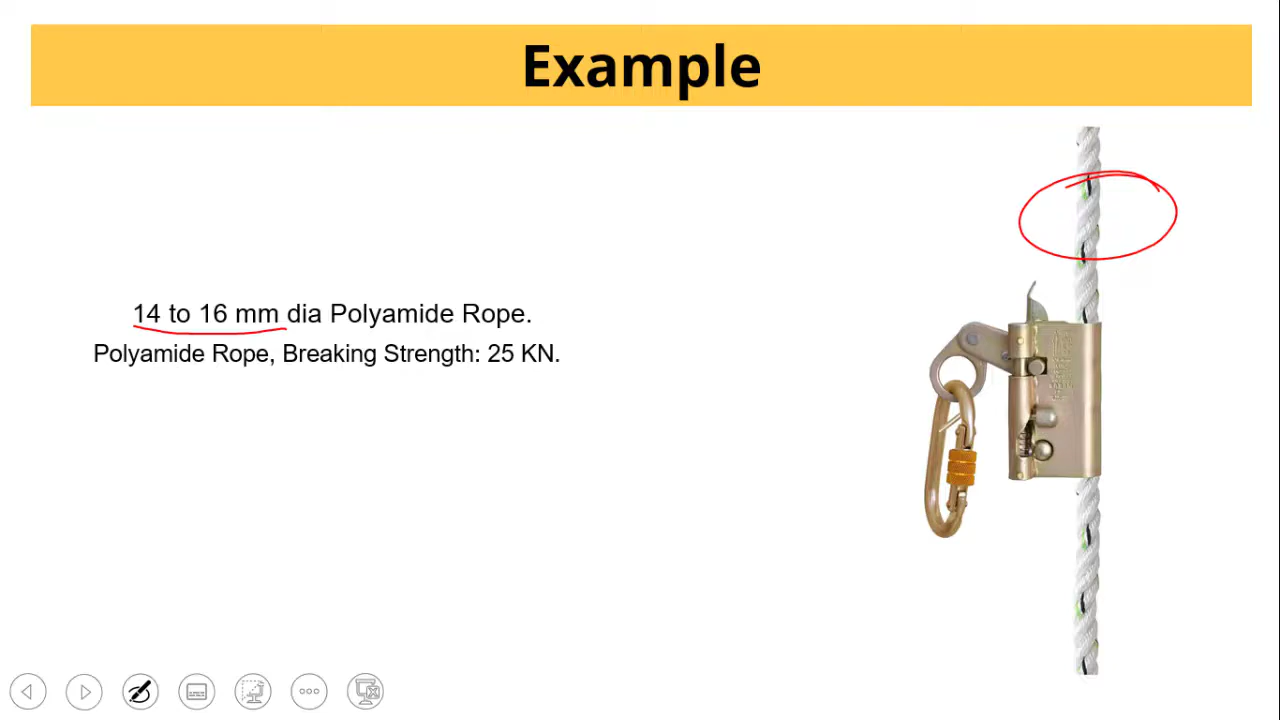 Example
14 to 16 mm dia Polyamide Rope.
Polyamide Rope, Breaking Strength: 25 KN.